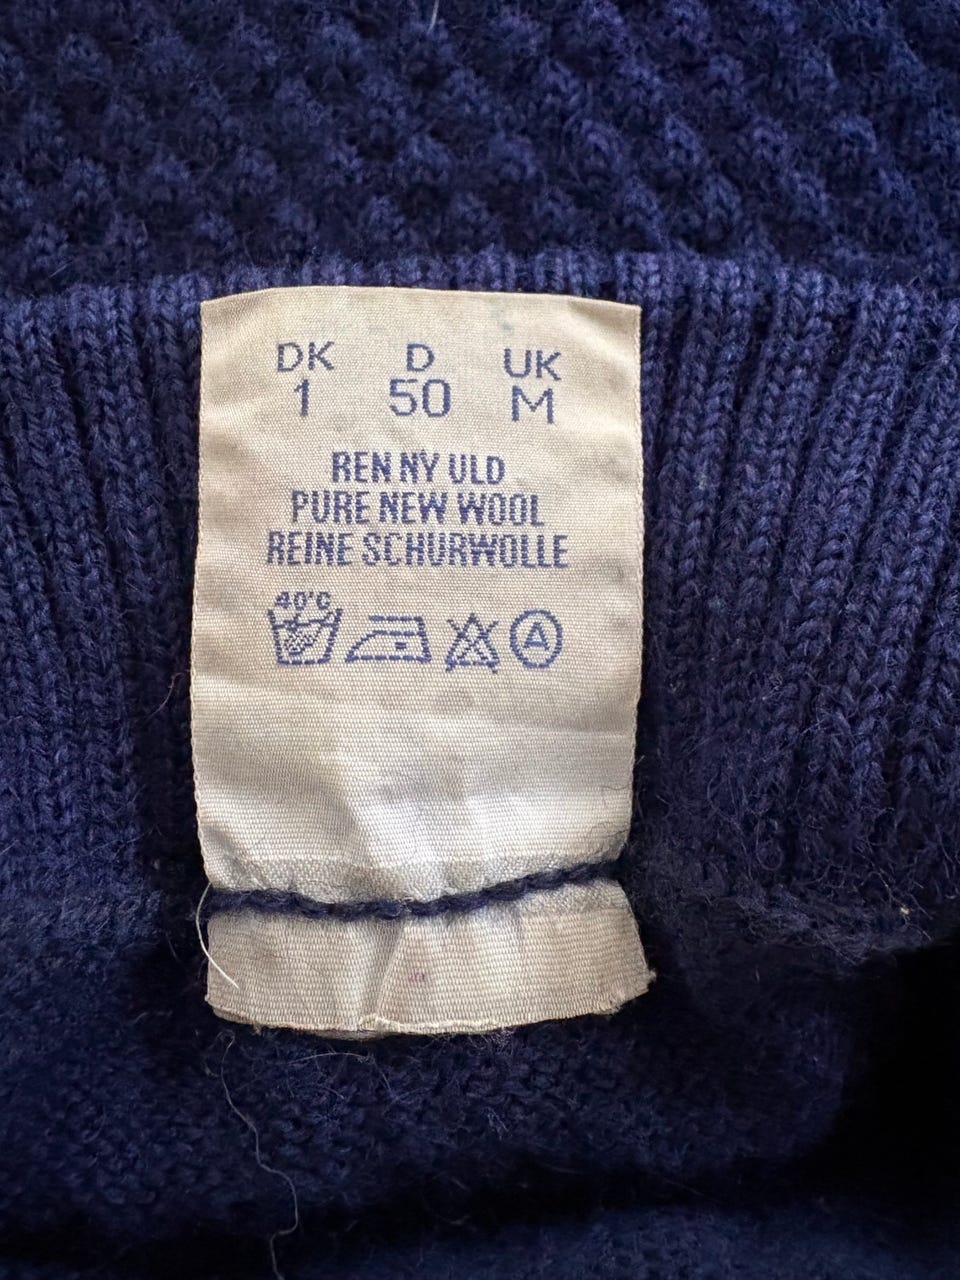 DK D UK
1 50 M
REN NY ULD
PURE NEW WOOL
REINE SCHURWOLLE
40°C
A